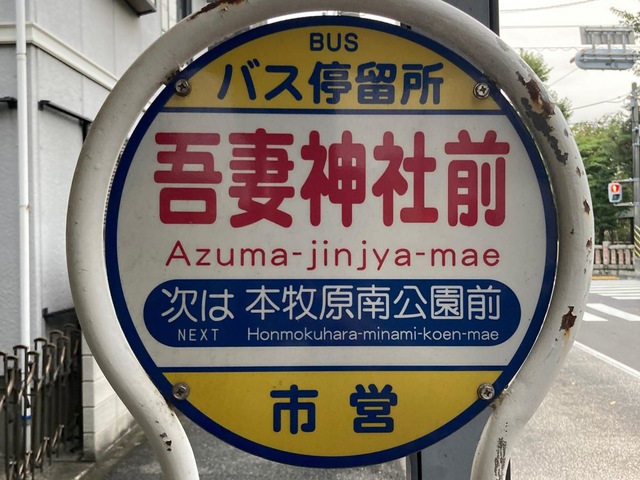 BUS
バス停留所
吾妻神社前
Azuma-jinjya-mae
次は 本牧原南公園前
NEXT Honmokuhara-minami-koen-mae
市営